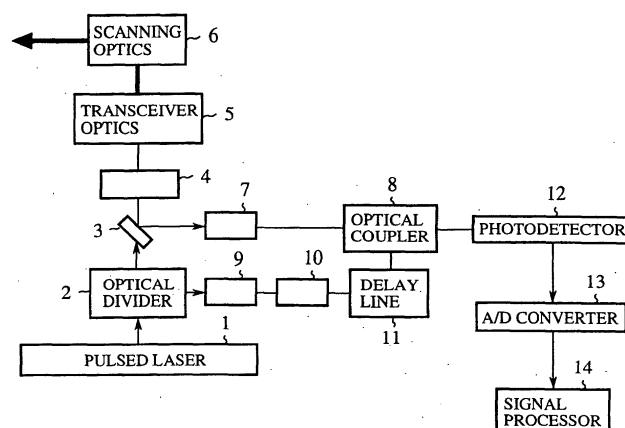 SCANNING
OPTICS
6
TRANSCEIVER
OPTICS
5
4
3
7
8
OPTICAL
COUPLER
12
PHOTODETECTOR
2
OPTICAL
DIVIDER
9
10
DELAY
LINE
11
13
A/D CONVERTER
1
PULSED LASER
14
SIGNAL
PROCESSOR